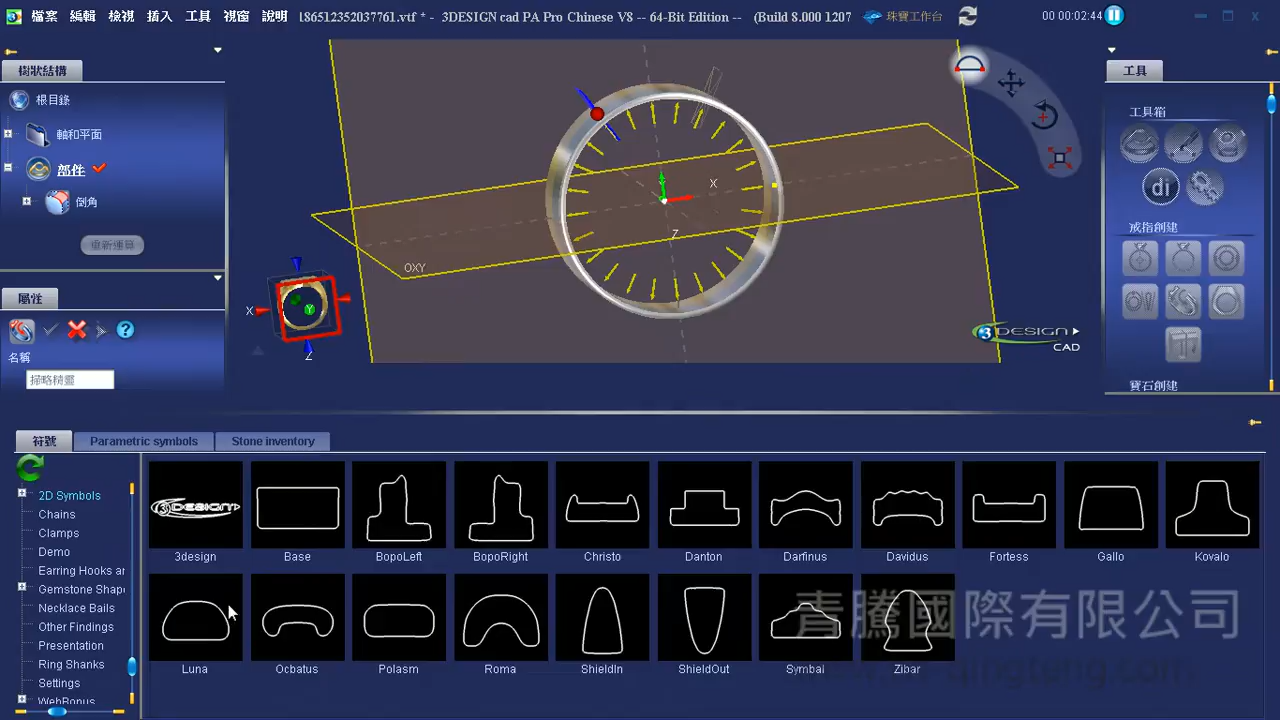 檔案 編輯 檢視 插入 工具 視窗 說明 l86512352037761.vtf * - 3DESIGN cad PA Pro Chinese V8 -- 64-Bit Edition -- (Build 8.000 1207 珠寶工作台 00 00:02:44
樹狀結構
根目錄
軸和平面
部件
倒角
重新運算
屬性
名稱
掃略精靈
X
Z
OXY
X
Y
Z
3DESIGN
CAD
工具
工具箱
di
戒指創建
寶石創建
符號 Parametric symbols Stone inventory
2D Symbols
Chains
Clamps
Demo
Earring Hooks ar
Gemstone Shap
Necklace Bails
Other Findings
Presentation
Ring Shanks
Settings
WebBonus
3DESIGN
3design Base BopoLeft BopoRight Christo Danton Darfinus Davidus Fortess Gallo Kovalo
Luna Ocbatus Polasm Roma ShieldIn ShieldOut Symbal Zibar
青騰國際有限公司